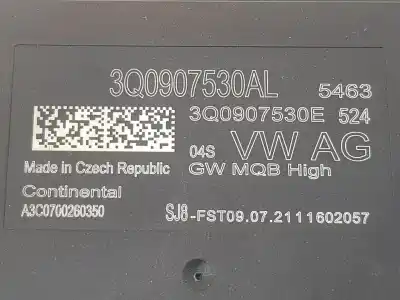 3Q0907530AL 5463
3Q0907530E 524
04S VW AG
Made in Czech Republic GW MQB High
Continental
A3C0700260350 SJ8-FST09.07.2111602057